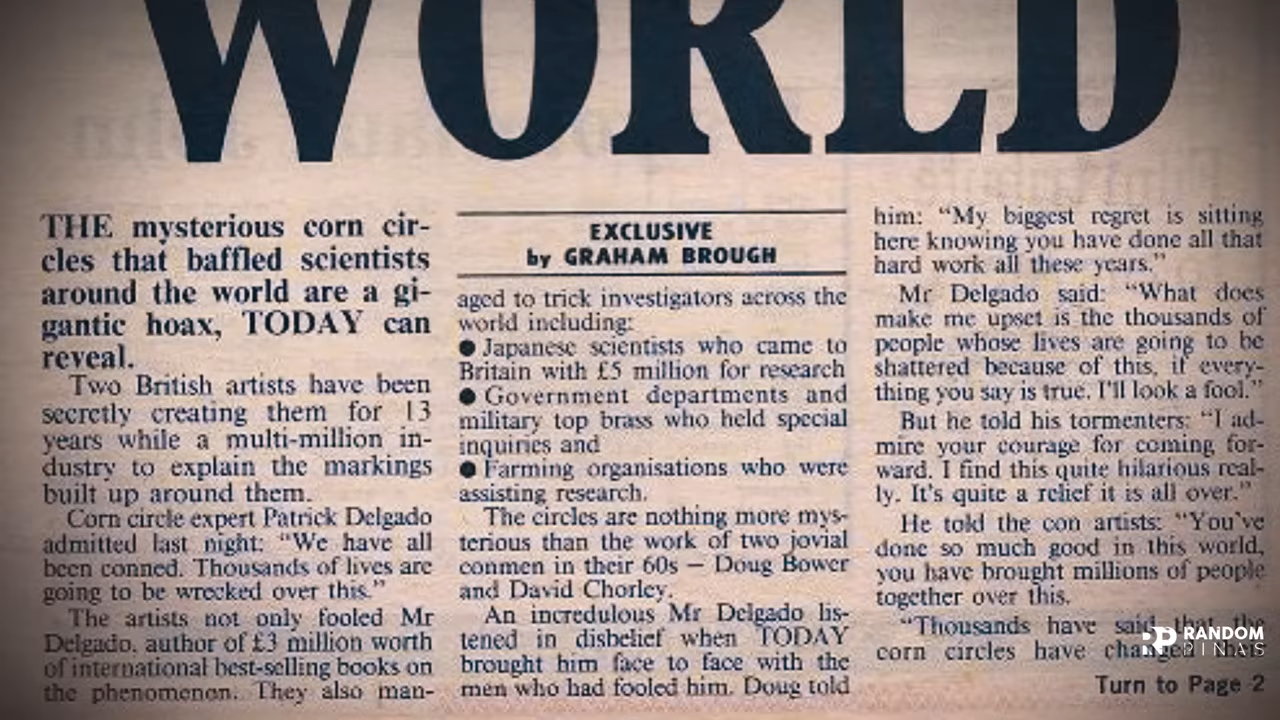 WORLD
THE mysterious corn cir-
cles that baffled scientists
around the world are a gi-
gantic hoax, TODAY can
reveal.
Two British artists have been
secretly creating them for 13
years while a multi-million in-
dustry to explain the markings
built up around them.
Corn circle expert Patrick Delgado
admitted last night: “We have all
been conned. Thousands of lives are
going to be wrecked over this.”
The artists not only fooled Mr
Delgado, author of £3 million worth
of international best-selling books on
the phenomenon. They also man-
EXCLUSIVE
by GRAHAM BROUGH
aged to trick investigators across the
world including:
● Japanese scientists who came to
Britain with £5 million for research
● Government departments and
military top brass who held special
inquiries and
● Farming organisations who were
assisting research.
The circles are nothing more mys-
terious than the work of two jovial
conmen in their 60s — Doug Bower
and David Chorley.
An incredulous Mr Delgado lis-
tened in disbelief when TODAY
brought him face to face with the
men who had fooled him. Doug told
him: “My biggest regret is sitting
here knowing you have done all that
hard work all these years.”
Mr Delgado said: “What does
make me upset is the thousands of
people whose lives are going to be
shattered because of this, if every-
thing you say is true. I'll look a fool.”
But he told his tormenters: “I ad-
mire your courage for coming for-
ward. I find this quite hilarious real-
ly. It's quite a relief it is all over.”
He told the con artists: “You've
done so much good in this world,
you have brought millions of people
together over this.
“Thousands have said that the
corn circles have changed
Turn to Page 2
RANDOM
PINAS